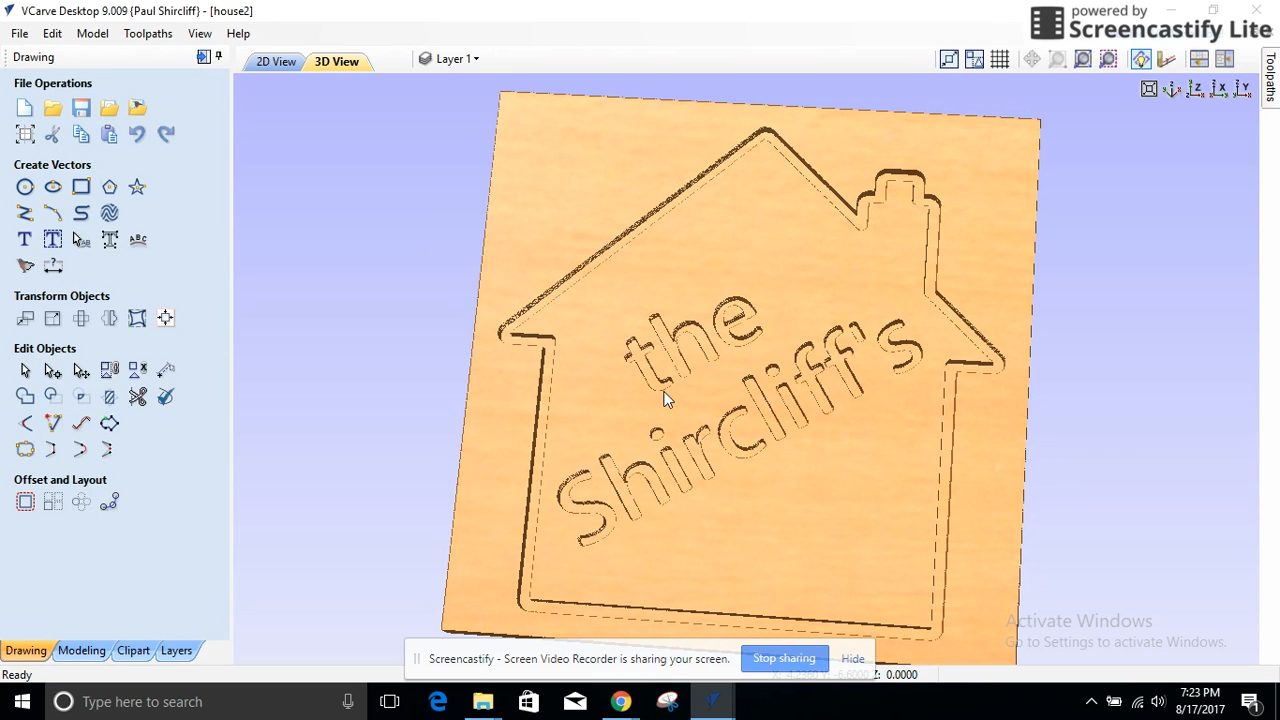 VCarve Desktop 9.009 {Paul Shircliff} - [house2]
powered by
Screencastify Lite
File Edit Model Toolpaths View Help
Drawing
2D View
3D View
Layer 1
Toolpaths
File Operations
Create Vectors
Transform Objects
Edit Objects
Offset and Layout
the
Shircliff's
Activate Windows
Go to Settings to activate Windows.
Drawing Modeling Clipart Layers
Screencastify - Screen Video Recorder is sharing your screen.
Stop sharing
Hide
Ready
Z: 0.0000
Type here to search
7:23 PM
8/17/2017